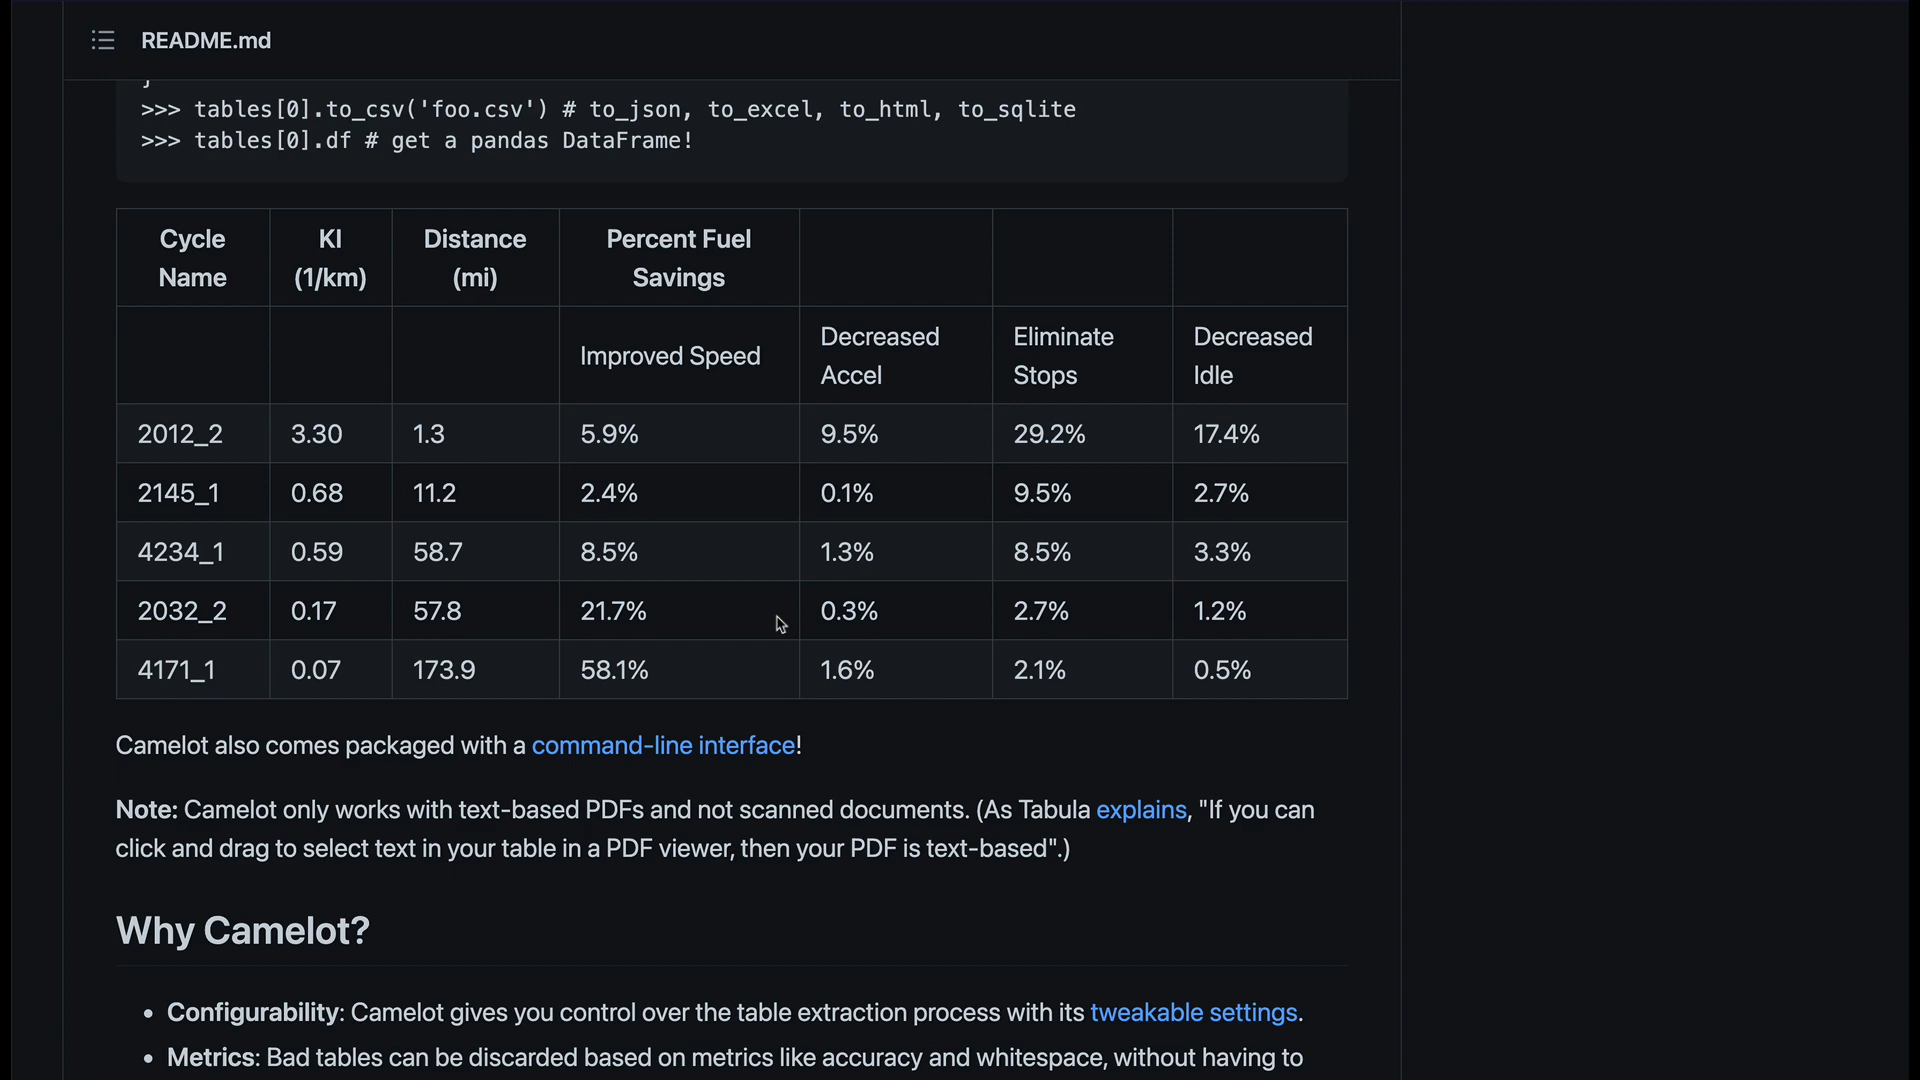 README.md
>>> tables[0].to_csv('foo.csv') # to_json, to_excel, to_html, to_sqlite
>>> tables[0].df # get a pandas DataFrame!
Cycle Name KI (1/km) Distance (mi) Percent Fuel Savings
Improved Speed Decreased Accel Eliminate Stops Decreased Idle
2012_2 3.30 1.3 5.9% 9.5% 29.2% 17.4%
2145_1 0.68 11.2 2.4% 0.1% 9.5% 2.7%
4234_1 0.59 58.7 8.5% 1.3% 8.5% 3.3%
2032_2 0.17 57.8 21.7% 0.3% 2.7% 1.2%
4171_1 0.07 173.9 58.1% 1.6% 2.1% 0.5%
Camelot also comes packaged with a command-line interface!
Note: Camelot only works with text-based PDFs and not scanned documents. (As Tabula explains, "If you can
click and drag to select text in your table in a PDF viewer, then your PDF is text-based".)
Why Camelot?
• Configurability: Camelot gives you control over the table extraction process with its tweakable settings.
• Metrics: Bad tables can be discarded based on metrics like accuracy and whitespace, without having to